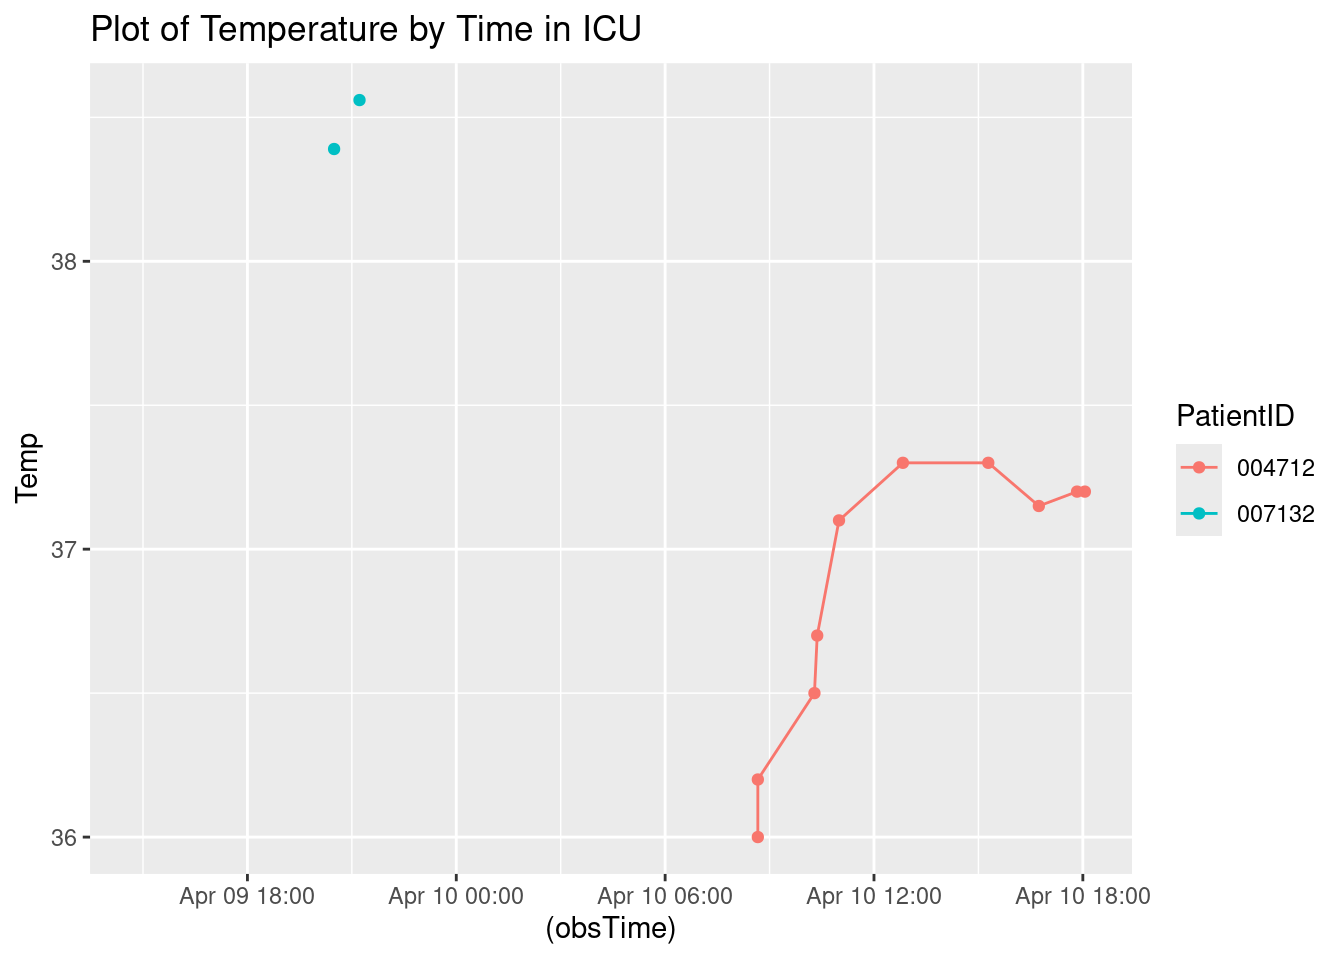 Plot of Temperature by Time in ICU
38
37
36
Temp
Apr 09 18:00
Apr 10 00:00
Apr 10 06:00
Apr 10 12:00
Apr 10 18:00
(obsTime)
PatientID
004712
007132